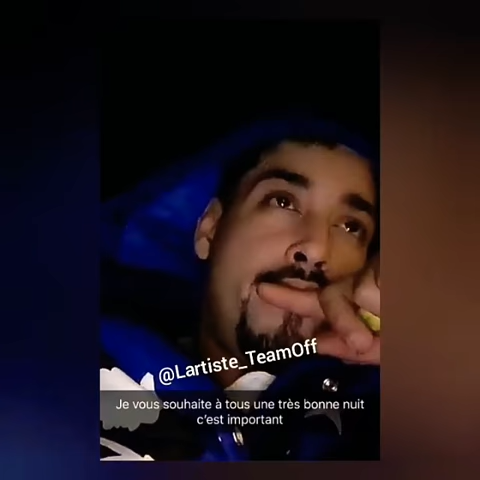 @Lartiste_TeamOff
Je vous souhaite à tous une très bonne nuit
c'est important